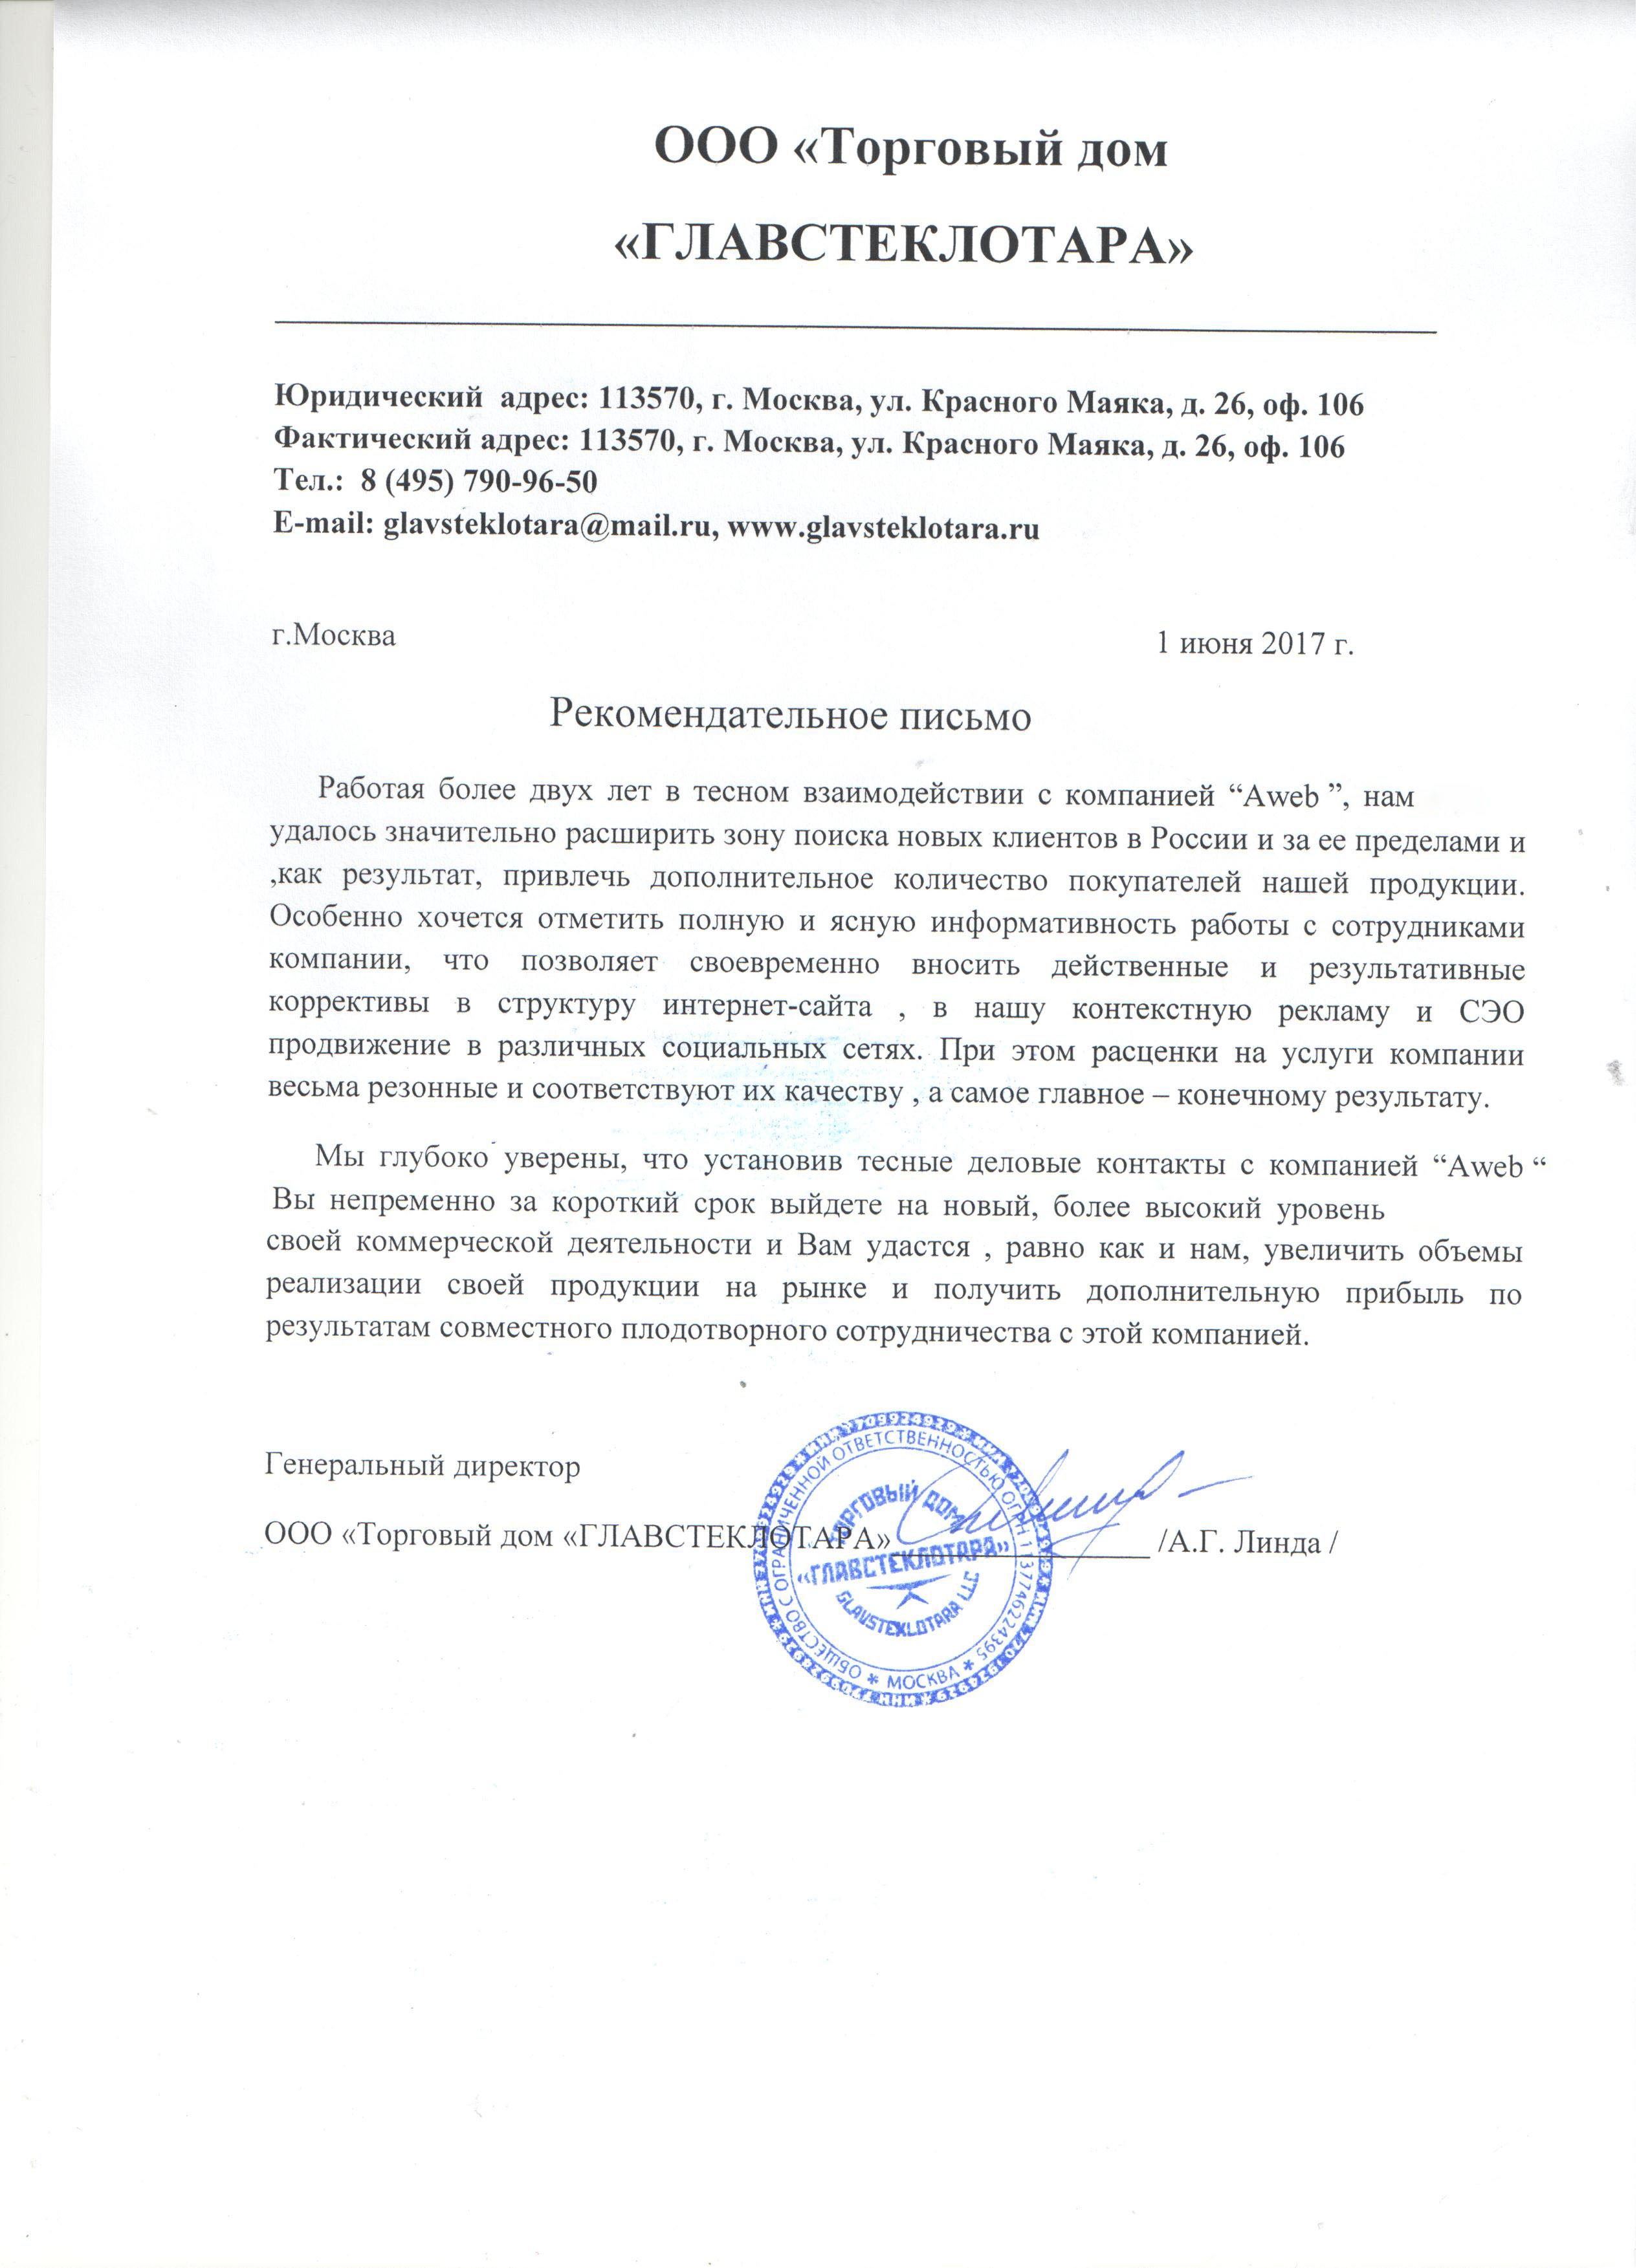 ООО «Торговый дом
«ГЛАВСТЕКЛОТАРА»
Юридический адрес: 113570, г. Москва, ул. Красного Маяка, д. 26, оф. 106
Фактический адрес: 113570, г. Москва, ул. Красного Маяка, д. 26, оф. 106
Тел.: 8 (495) 790-96-50
E-mail: glavsteklotara@mail.ru, www.glavsteklotara.ru
г.Москва 1 июня 2017 г.
Рекомендательное письмо
Работая более двух лет в тесном взаимодействии с компанией “Aweb ”, нам
удалось значительно расширить зону поиска новых клиентов в России и за ее пределами и
,как результат, привлечь дополнительное количество покупателей нашей продукции.
Особенно хочется отметить полную и ясную информативность работы с сотрудниками
компании, что позволяет своевременно вносить действенные и результативные
коррективы в структуру интернет-сайта , в нашу контекстную рекламу и СЭО
продвижение в различных социальных сетях. При этом расценки на услуги компании
весьма резонные и соответствуют их качеству , а самое главное – конечному результату.
Мы глубоко уверены, что установив тесные деловые контакты с компанией “Aweb “
Вы непременно за короткий срок выйдете на новый, более высокий уровень
своей коммерческой деятельности и Вам удастся , равно как и нам, увеличить объемы
реализации своей продукции на рынке и получить дополнительную прибыль по
результатам совместного плодотворного сотрудничества с этой компанией.
Генеральный директор
ООО «Торговый дом «ГЛАВСТЕКЛОТАРА» /А.Г. Линда /
ОБЩЕСТВО С ОГРАНИЧЕННОЙ ОТВЕТСТВЕННОСТЬЮ ОГРН 1137746224395
* МОСКВА *
ТОРГОВЫЙ ДОМ
«ГЛАВСТЕКЛОТАРА»
GLAVSTEKLOTARA LLC